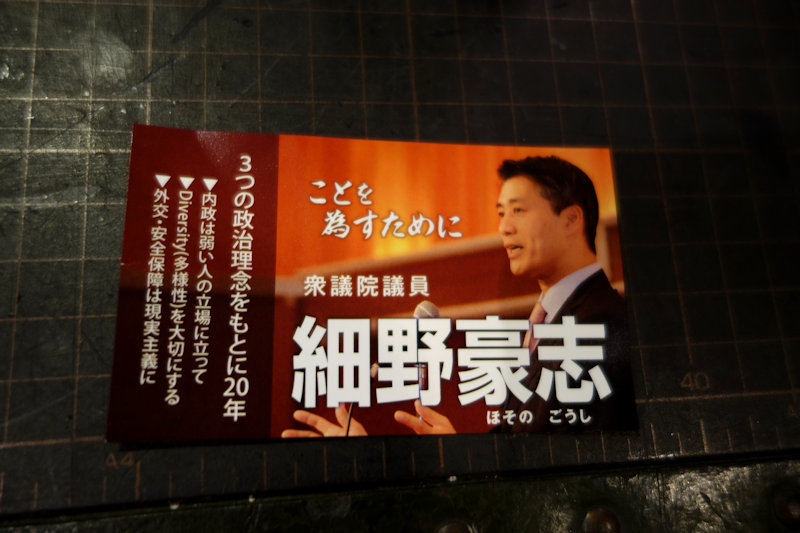 3つの政治理念をもとに20年
▼内政は弱い人の立場に立って
▼Diversity(多様性)を大切にする
▼外交・安全保障は現実主義に
ことを
為すために
衆議院議員
細野豪志
ほその ごうし
40
44